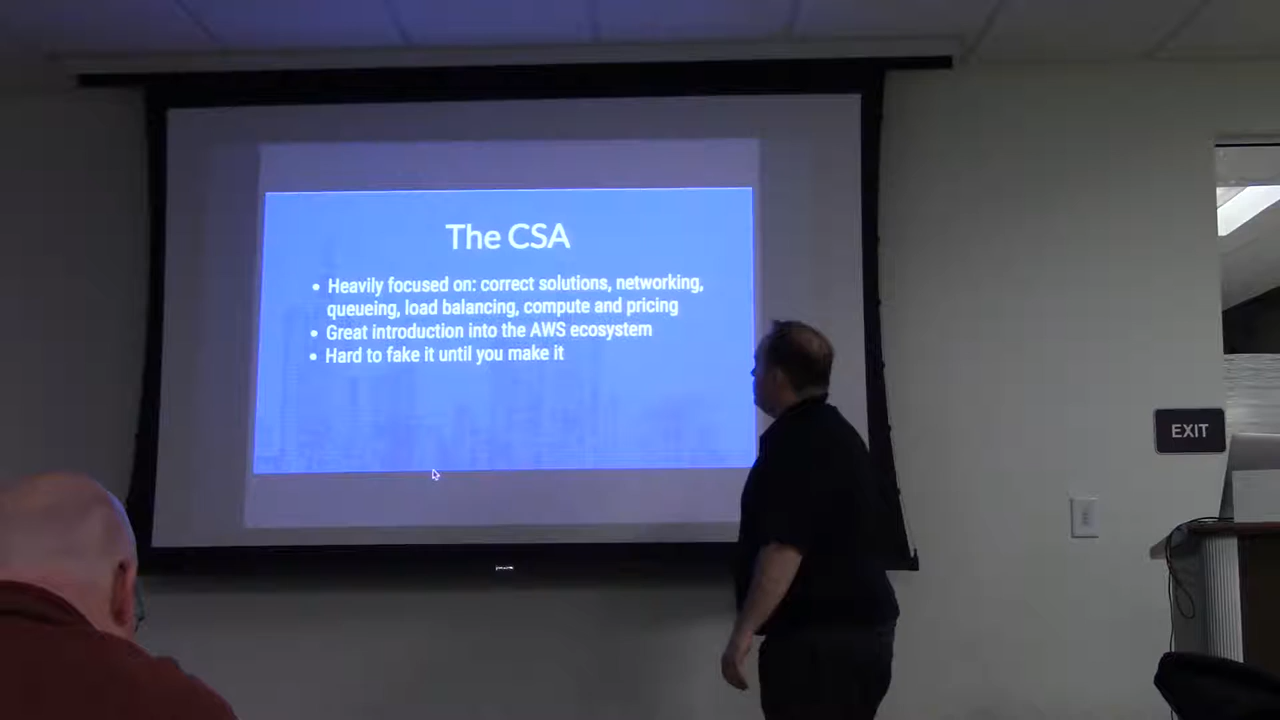 The CSA
• Heavily focused on: correct solutions, networking,
queueing, load balancing, compute and pricing
• Great introduction into the AWS ecosystem
• Hard to fake it until you make it
EXIT